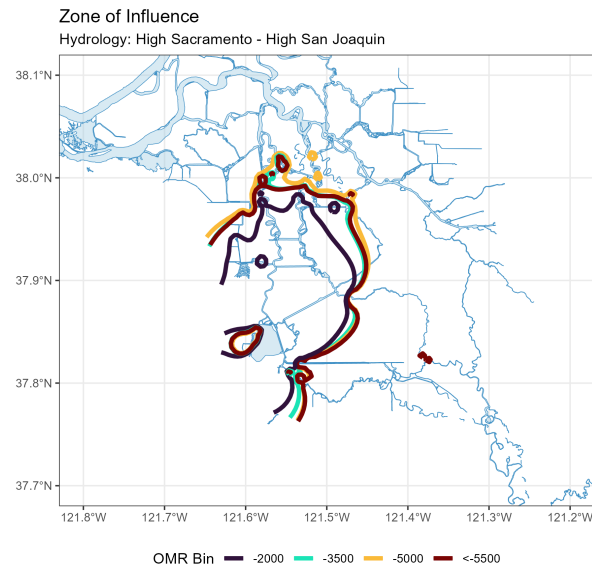 Zone of Influence
Hydrology: High Sacramento - High San Joaquin
38.1°N
38.0°N
37.9°N
37.8°N
37.7°N
121.8°W 121.7°W 121.6°W 121.5°W 121.4°W 121.3°W 121.2°W
OMR Bin -2000 -3500 -5000 <-5500